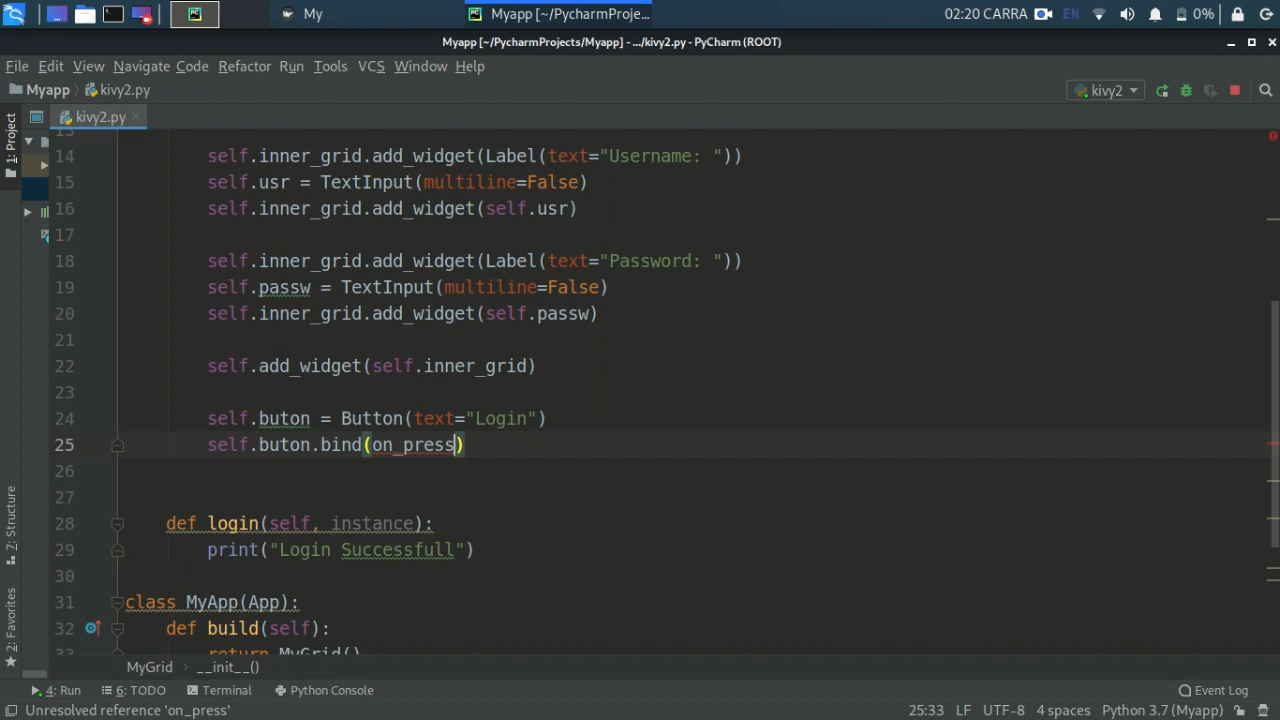 My
Myapp [~/PycharmProje...
02:20 CARRA
EN
0%
Myapp [~/PycharmProjects/Myapp] - .../kivy2.py - PyCharm (ROOT)
File Edit View Navigate Code Refactor Run Tools VCS Window Help
Myapp
kivy2.py
kivy2
kivy2.py
1: Project
7: Structure
2: Favorites
14 self.inner_grid.add_widget(Label(text="Username: "))
15 self.usr = TextInput(multiline=False)
16 self.inner_grid.add_widget(self.usr)
17
18 self.inner_grid.add_widget(Label(text="Password: "))
19 self.passw = TextInput(multiline=False)
20 self.inner_grid.add_widget(self.passw)
21
22 self.add_widget(self.inner_grid)
23
24 self.buton = Button(text="Login")
25 self.buton.bind(on_press)
26
27
28 def login(self, instance):
29 print("Login Successfull")
30
31 class MyApp(App):
32 def build(self):
return MyGrid()
MyGrid
__init__()
4: Run
6: TODO
Terminal
Python Console
Event Log
Unresolved reference 'on_press'
25:33 LF UTF-8 4 spaces Python 3.7 (Myapp)